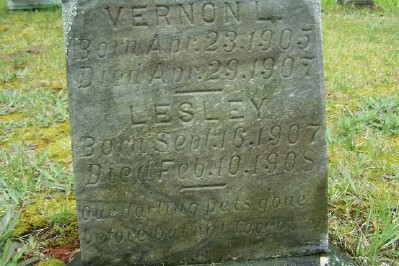 VERNON L.
Born Apr. 23. 1905
Died Apr. 29. 1907
LESLEY
Born Sept. 16. 1907
Died Feb. 10. 1908
our darling pets gone
before but not